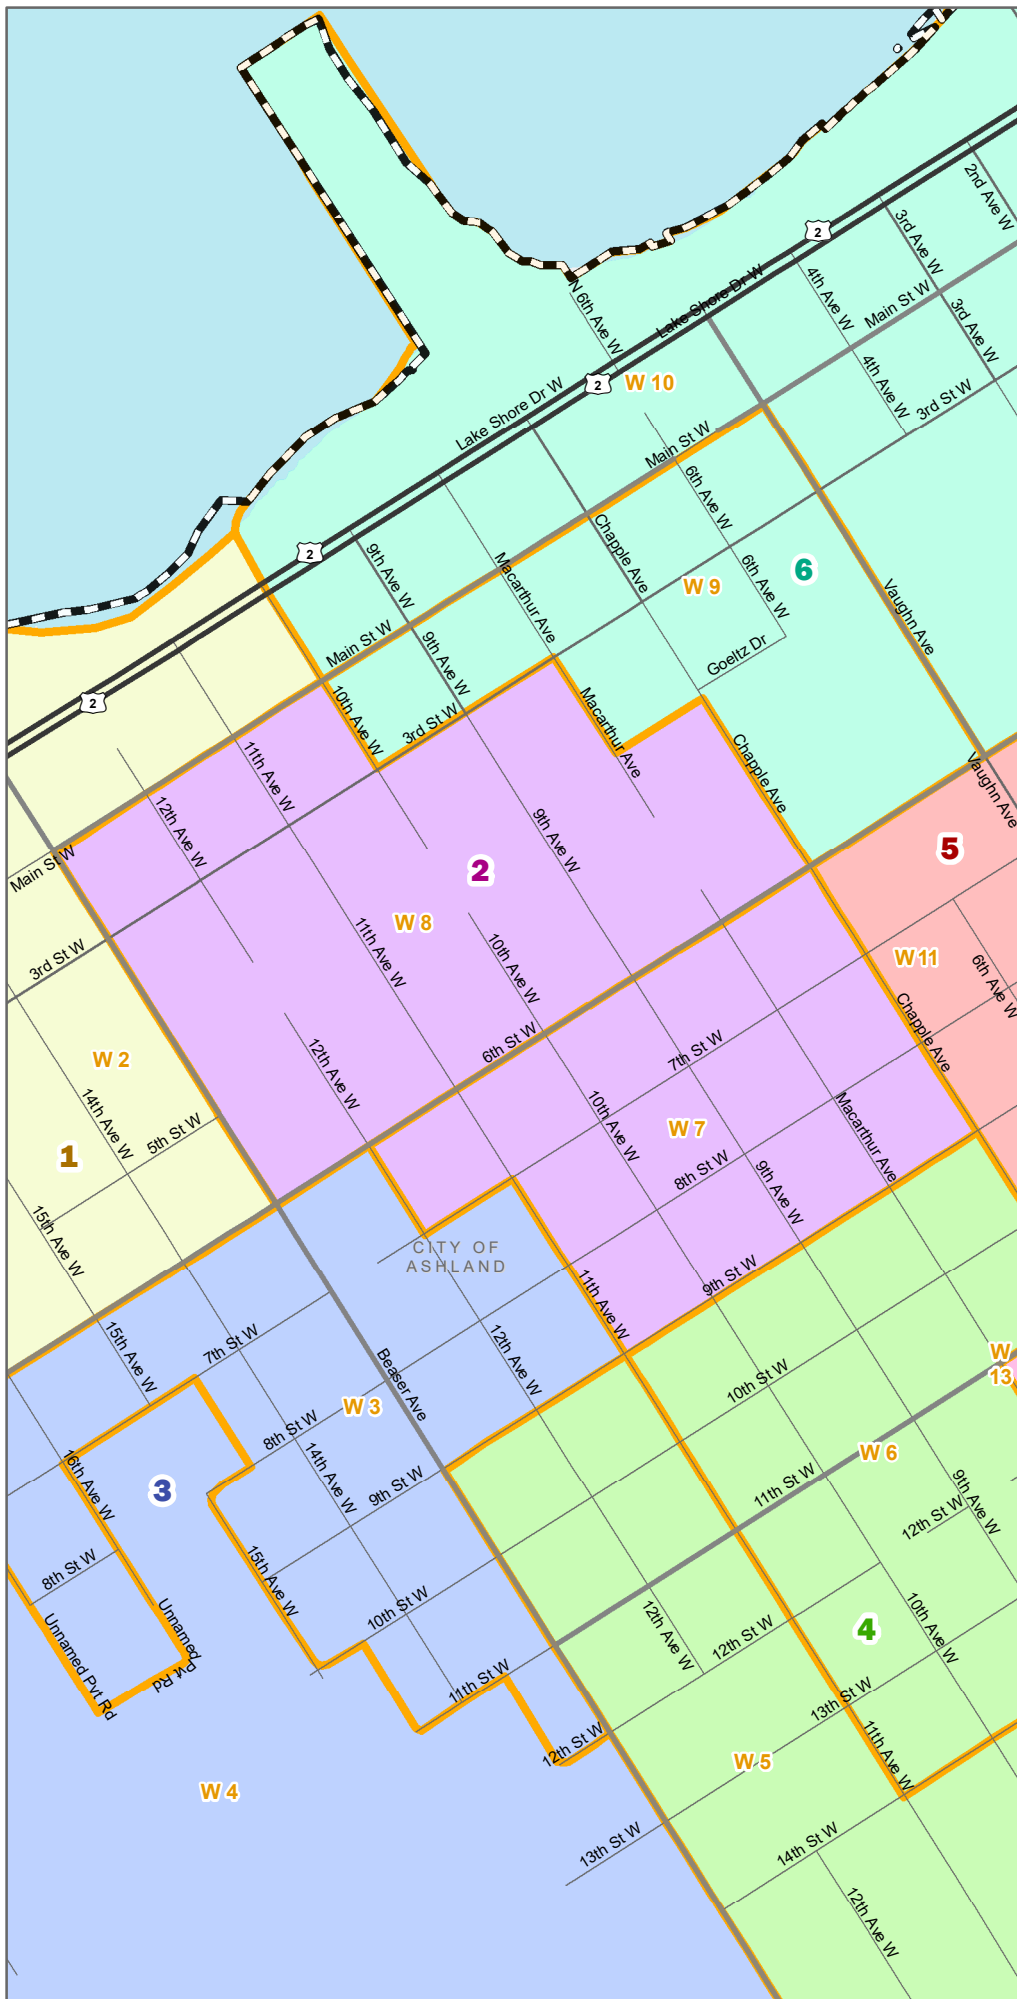 2nd Ave W
3rd Ave W
2
4th Ave W
Main St W
Lake Shore Dr W
N 6th Ave W
3rd Ave W
4th Ave W
3rd St W
W 10
2
Lake Shore Dr W
Main St W
6th Ave W
Chapple Ave
2
9th Ave W
Macarthur Ave
6th Ave W
6
W 9
Vaughn Ave
Main St W
9th Ave W
Goeltz Dr
2
10th Ave W
3rd St W
Macarthur Ave
11th Ave W
Chapple Ave
Vaughn Ave
12th Ave W
9th Ave W
5
Main St W
2
W 8
3rd St W
11th Ave W
10th Ave W
W 11
6th Ave W
Chapple Ave
6th St W
7th St W
W 2
12th Ave W
14th Ave W
5th St W
10th Ave W
W 7
Macarthur Ave
1
8th St W
9th Ave W
15th Ave W
CITY OF
ASHLAND
9th St W
11th Ave W
15th Ave W
7th St W
12th Ave W
Beaser Ave
W
13
10th St W
W 3
8th St W
14th Ave W
W 6
16th Ave W
3
9th St W
11th St W
9th Ave W
12th St W
8th St W
15th Ave W
10th St W
Unnamed Pvt Rd
Unnamed
Pvt Rd
12th Ave W
12th St W
4
10th Ave W
11th St W
13th St W
12th St W
11th Ave W
W 5
W 4
13th St W
14th St W
12th Ave W